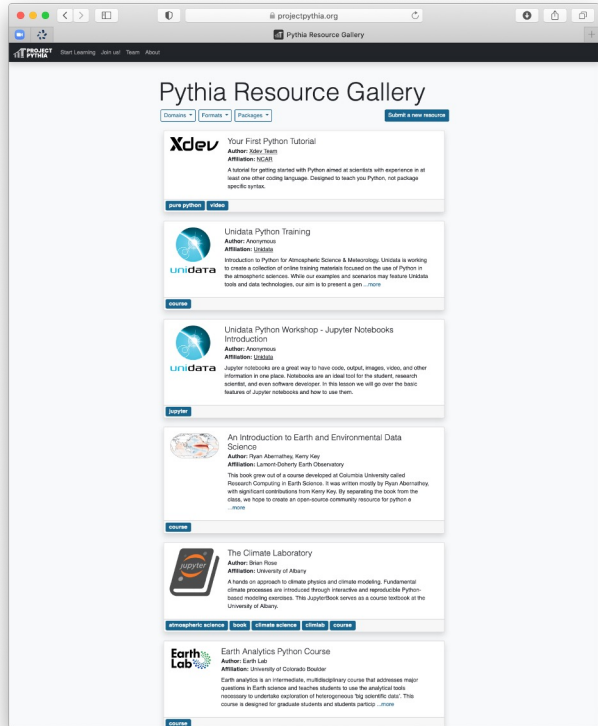 projectpythia.org
Pythia Resource Gallery
PROJECT PYTHIA
Start Learning Join us! Team About
Pythia Resource Gallery
Domains Formats Packages Submit a new resource
Xdev
Your First Python Tutorial
Author: Xdev Team
Affiliation: NCAR
A tutorial for getting started with Python aimed at scientists with experience in at
least one other coding language. Designed to teach you Python, not package
specific syntax.
pure python video
unidata
Unidata Python Training
Author: Anonymous
Affiliation: Unidata
Introduction to Python for Atmospheric Science & Meteorology. Unidata is working
to create a collection of online training materials focused on the use of Python in
the atmospheric sciences. While our examples and scenarios may feature Unidata
tools and data technologies, our aim is to present a gen ...more
course
unidata
Unidata Python Workshop - Jupyter Notebooks
Introduction
Author: Anonymous
Affiliation: Unidata
Jupyter notebooks are a great way to have code, output, images, video, and other
information in one place. Notebooks are an ideal tool for the student, research
scientist, and even software developer. In this lesson we will go over the basic
features of Jupyter notebooks and how to use them.
jupyter
An Introduction to Earth and Environmental Data
Science
Author: Ryan Abernathey, Kerry Key
Affiliation: Lamont-Doherty Earth Observatory
This book grew out of a course developed at Columbia University called
Research Computing in Earth Science. It was written mostly by Ryan Abernathey,
with significant contributions from Kerry Key. By separating the book from the
class, we hope to create an open-source community resource for python e
...more
course
jupyter
The Climate Laboratory
Author: Brian Rose
Affiliation: University of Albany
A hands on approach to climate physics and climate modeling. Fundamental
climate processes are introduced through interactive and reproducible Python-
based modeling exercises. This JupyterBook serves as a course textbook at the
University of Albany.
atmospheric science book climate science climlab course
Earth Lab
Earth Analytics Python Course
Author: Earth Lab
Affiliation: University of Colorado Boulder
Earth analytics is an intermediate, multidisciplinary course that addresses major
questions in Earth science and teaches students to use the analytical tools
necessary to undertake exploration of heterogeneous 'big scientific data'. This
course is designed for graduate students and students particip ...more
course